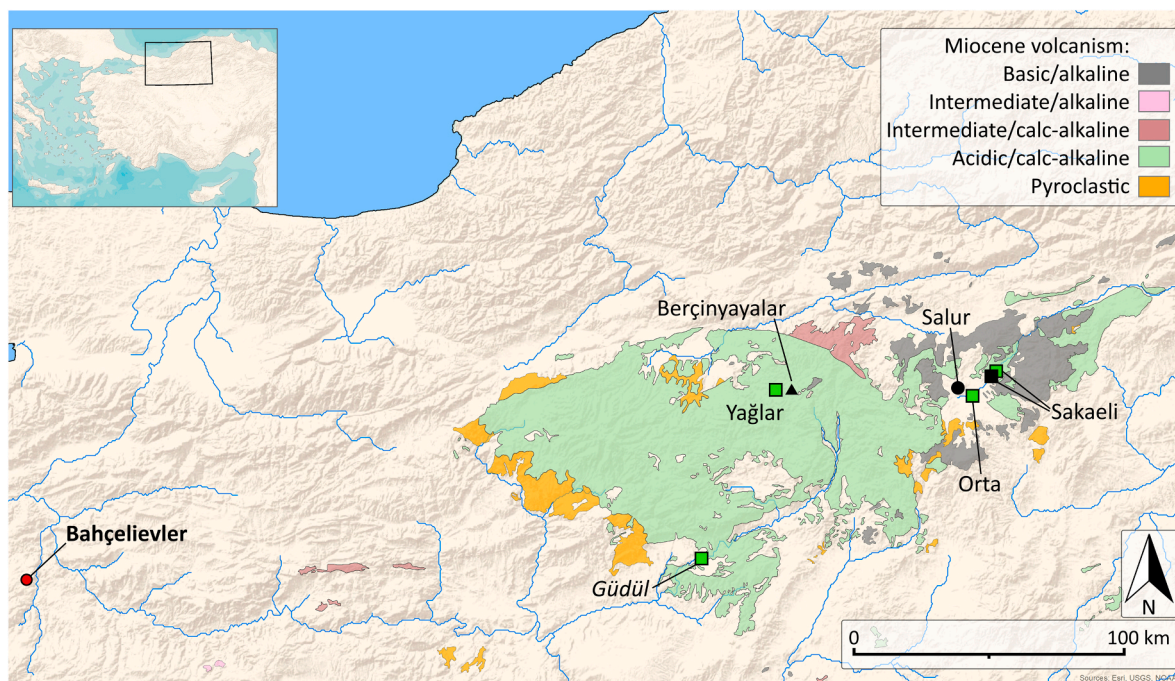 Miocene volcanism:
Basic/alkaline
Intermediate/alkaline
Intermediate/calc-alkaline
Acidic/calc-alkaline
Pyroclastic
Berçinyayalar
Salur
Yağlar
Sakaeli
Orta
Bahçelievler
Güdül
N
0 100 km
Sources: Esri, USGS,